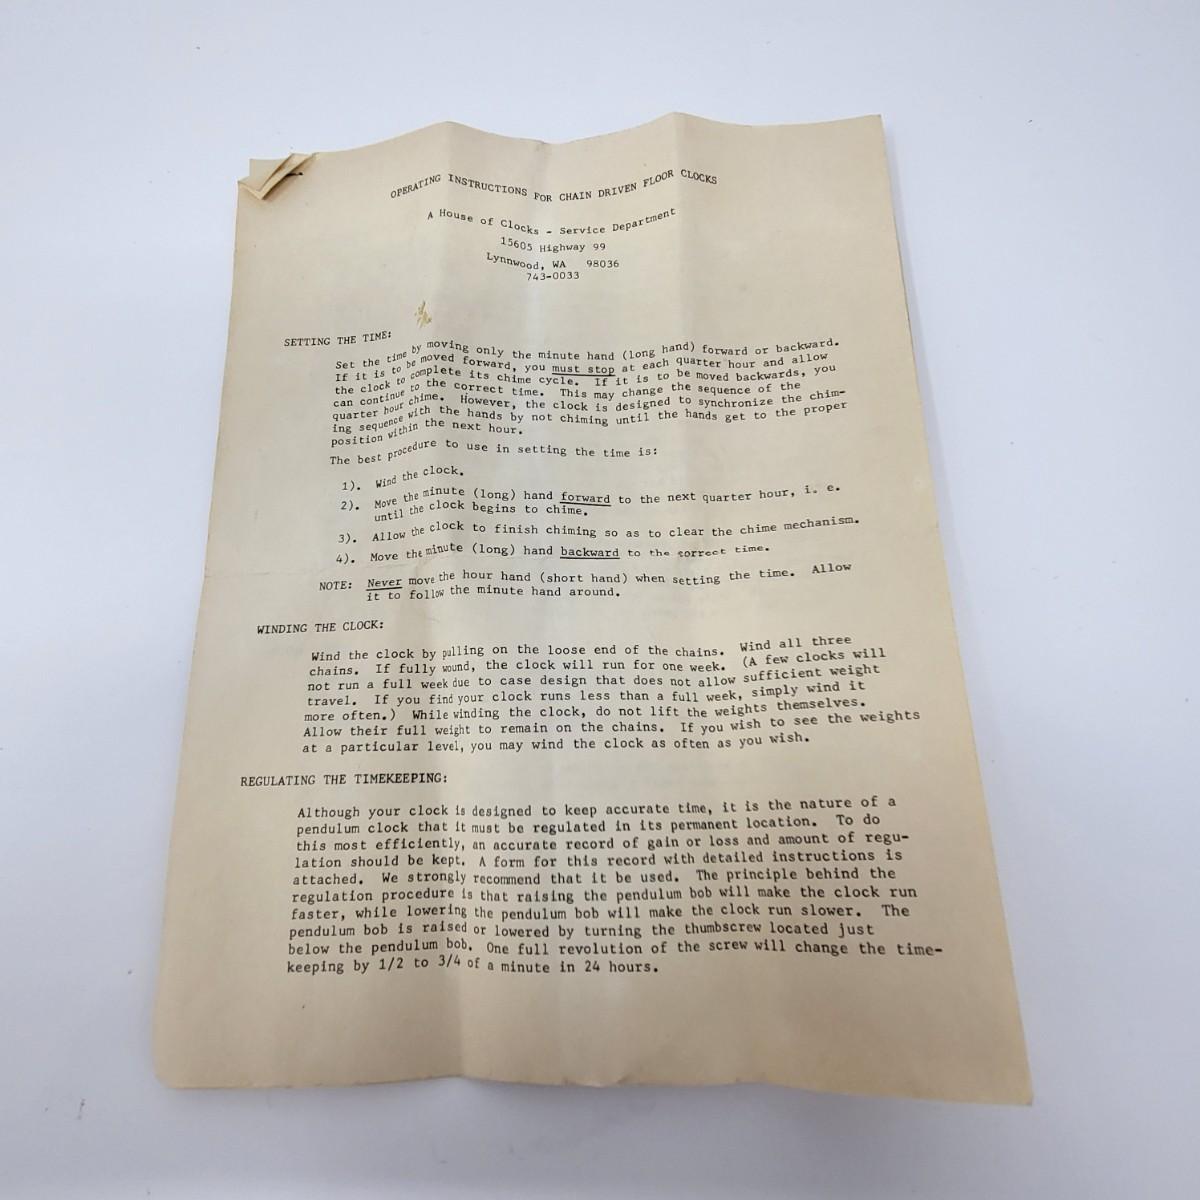 OPERATING INSTRUCTIONS FOR CHAIN DRIVEN FLOOR CLOCKS
A House of Clocks - Service Department
15605 Highway 99
Lynnwood, WA 98036
743-0033
SETTING THE TIME:
Set the time by moving only the minute hand (long hand) forward or backward.
If it is to be moved forward, you must stop at each quarter hour and allow
the clock to complete its chime cycle. If it is to be moved backwards, you
can continue to the correct time. This may change the sequence of the
quarter hour chime. However, the clock is designed to synchronize the chim-
ing sequence with the hands by not chiming until the hands get to the proper
position within the next hour.
The best procedure to use in setting the time is:
1). Wind the clock.
2). Move the minute (long) hand forward to the next quarter hour, i. e.
until the clock begins to chime.
3). Allow the clock to finish chiming so as to clear the chime mechanism.
4). Move the minute (long) hand backward to the correct time.
NOTE: Never move the hour hand (short hand) when setting the time. Allow
it to follow the minute hand around.
WINDING THE CLOCK:
Wind the clock by pulling on the loose end of the chains. Wind all three
chains. If fully wound, the clock will run for one week. (A few clocks will
not run a full week due to case design that does not allow sufficient weight
travel. If you find your clock runs less than a full week, simply wind it
more often.) While winding the clock, do not lift the weights themselves.
Allow their full weight to remain on the chains. If you wish to see the weights
at a particular level, you may wind the clock as often as you wish.
REGULATING THE TIMEKEEPING:
Although your clock is designed to keep accurate time, it is the nature of a
pendulum clock that it must be regulated in its permanent location. To do
this most efficiently, an accurate record of gain or loss and amount of regu-
lation should be kept. A form for this record with detailed instructions is
attached. We strongly recommend that it be used. The principle behind the
regulation procedure is that raising the pendulum bob will make the clock run
faster, while lowering the pendulum bob will make the clock run slower. The
pendulum bob is raised or lowered by turning the thumbscrew located just
below the pendulum bob. One full revolution of the screw will change the time-
keeping by 1/2 to 3/4 of a minute in 24 hours.